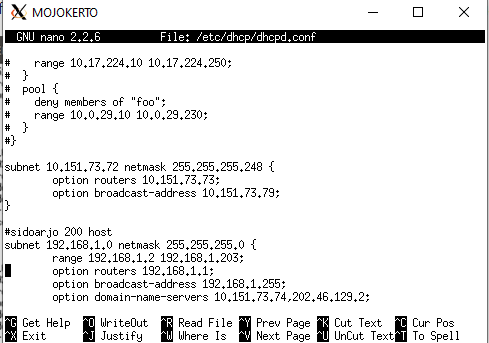 MOJOKERTO
GNU nano 2.2.6 File: /etc/dhcp/dhcpd.conf
# range 10.17.224.10 10.17.224.250;
# }
# pool {
# deny members of "foo";
# range 10.0.29.10 10.0.29.230;
# }
#}
subnet 10.151.73.72 netmask 255.255.255.248 {
option routers 10.151.73.73;
option broadcast-address 10.151.73.79;
}
#sidoarjo 200 host
subnet 192.168.1.0 netmask 255.255.255.0 {
range 192.168.1.2 192.168.1.203;
option routers 192.168.1.1;
option broadcast-address 192.168.1.255;
option domain-name-servers 10.151.73.74,202.46.129.2;
^G Get Help ^O WriteOut ^R Read File ^Y Prev Page ^K Cut Text ^C Cur Pos
^X Exit ^J Justify ^W Where Is ^V Next Page ^U UnCut Text ^T To Spell